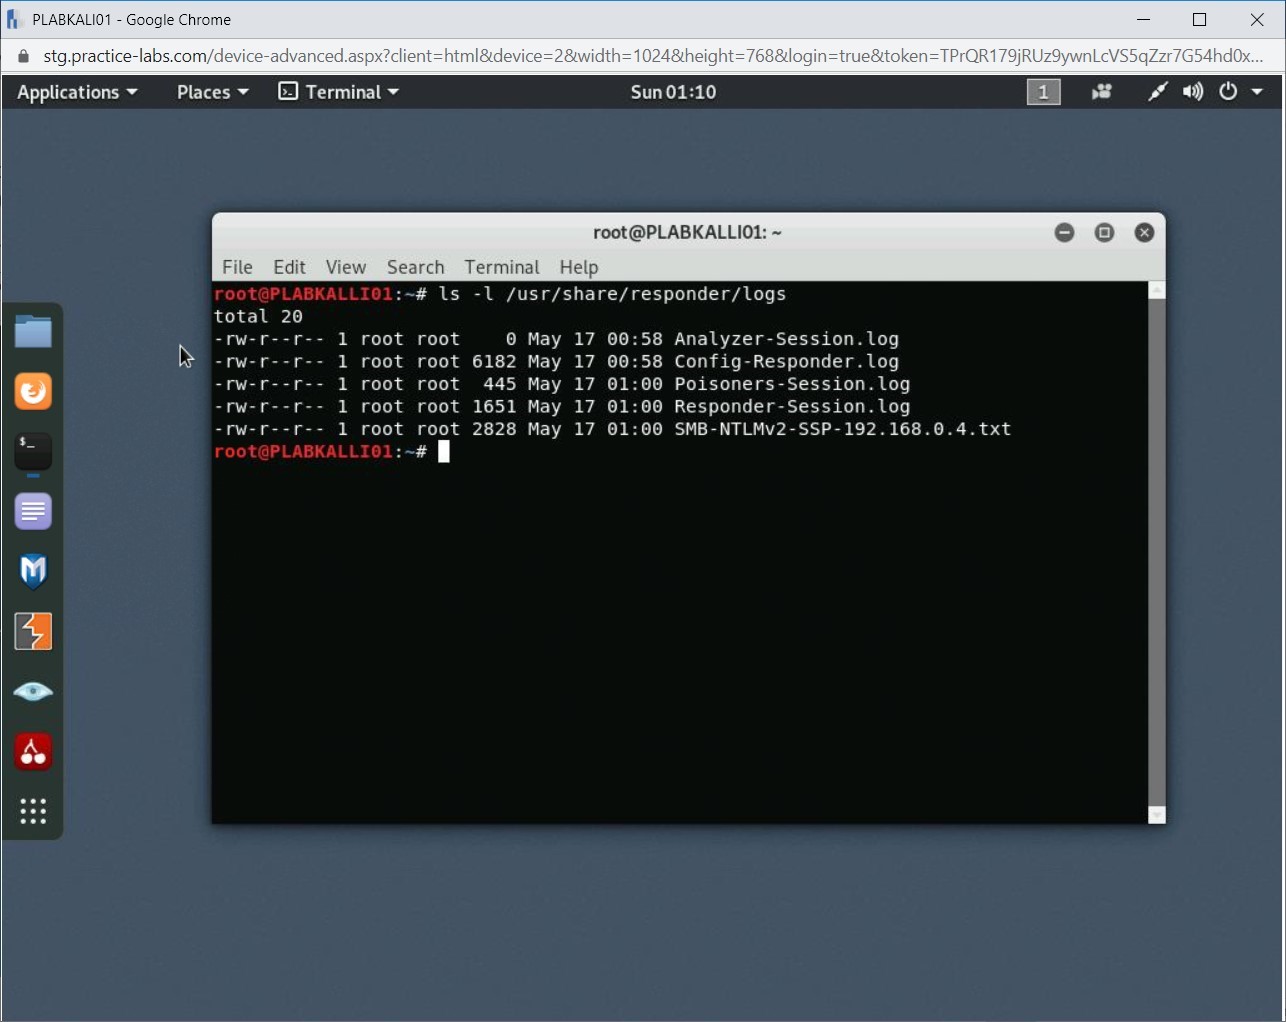 PLABKALI01 - Google Chrome
stg.practice-labs.com/device-advanced.aspx?client=html&device=2&width=1024&height=768&login=true&token=TPrQR179jRUz9ywnLcVS5qZzr7G54hd0x...
Applications Places Terminal Sun 01:10 1
root@PLABKALLI01: ~
File Edit View Search Terminal Help
root@PLABKALLI01:~# ls -l /usr/share/responder/logs
total 20
-rw-r--r-- 1 root root    0 May 17 00:58 Analyzer-Session.log
-rw-r--r-- 1 root root 6182 May 17 00:58 Config-Responder.log
-rw-r--r-- 1 root root  445 May 17 01:00 Poisoners-Session.log
-rw-r--r-- 1 root root 1651 May 17 01:00 Responder-Session.log
-rw-r--r-- 1 root root 2828 May 17 01:00 SMB-NTLMv2-SSP-192.168.0.4.txt
root@PLABKALLI01:~#
$_